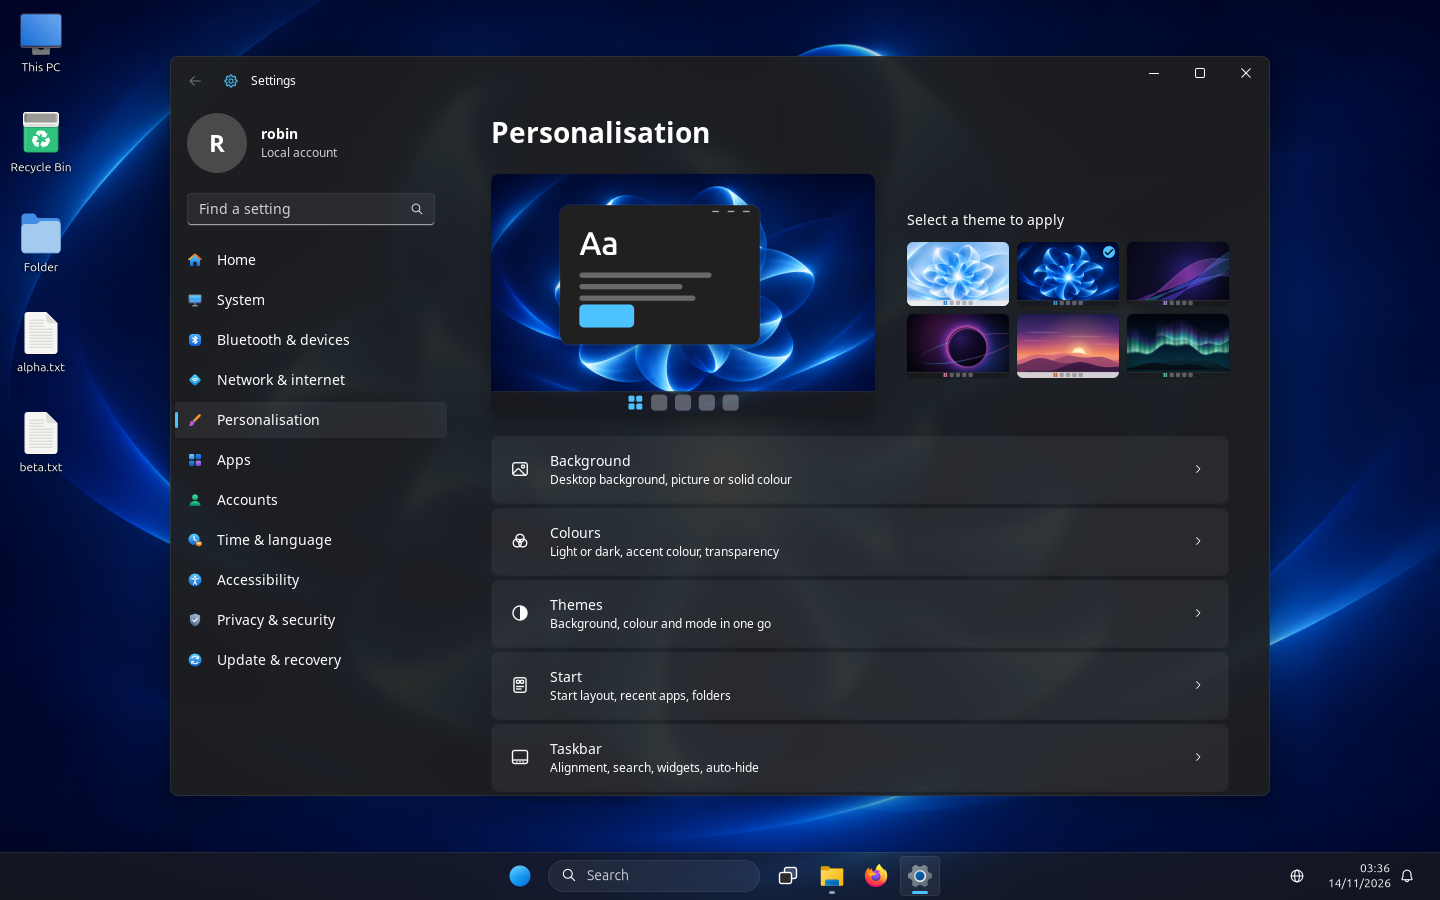 This PC
Recycle Bin
Folder
alpha.txt
beta.txt
Settings
R
robin
Local account
Find a setting
Home
System
Bluetooth & devices
Network & internet
Personalisation
Apps
Accounts
Time & language
Accessibility
Privacy & security
Update & recovery
Personalisation
Aa
Select a theme to apply
Background
Desktop background, picture or solid colour
Colours
Light or dark, accent colour, transparency
Themes
Background, colour and mode in one go
Start
Start layout, recent apps, folders
Taskbar
Alignment, search, widgets, auto-hide
Search
03:36
14/11/2026